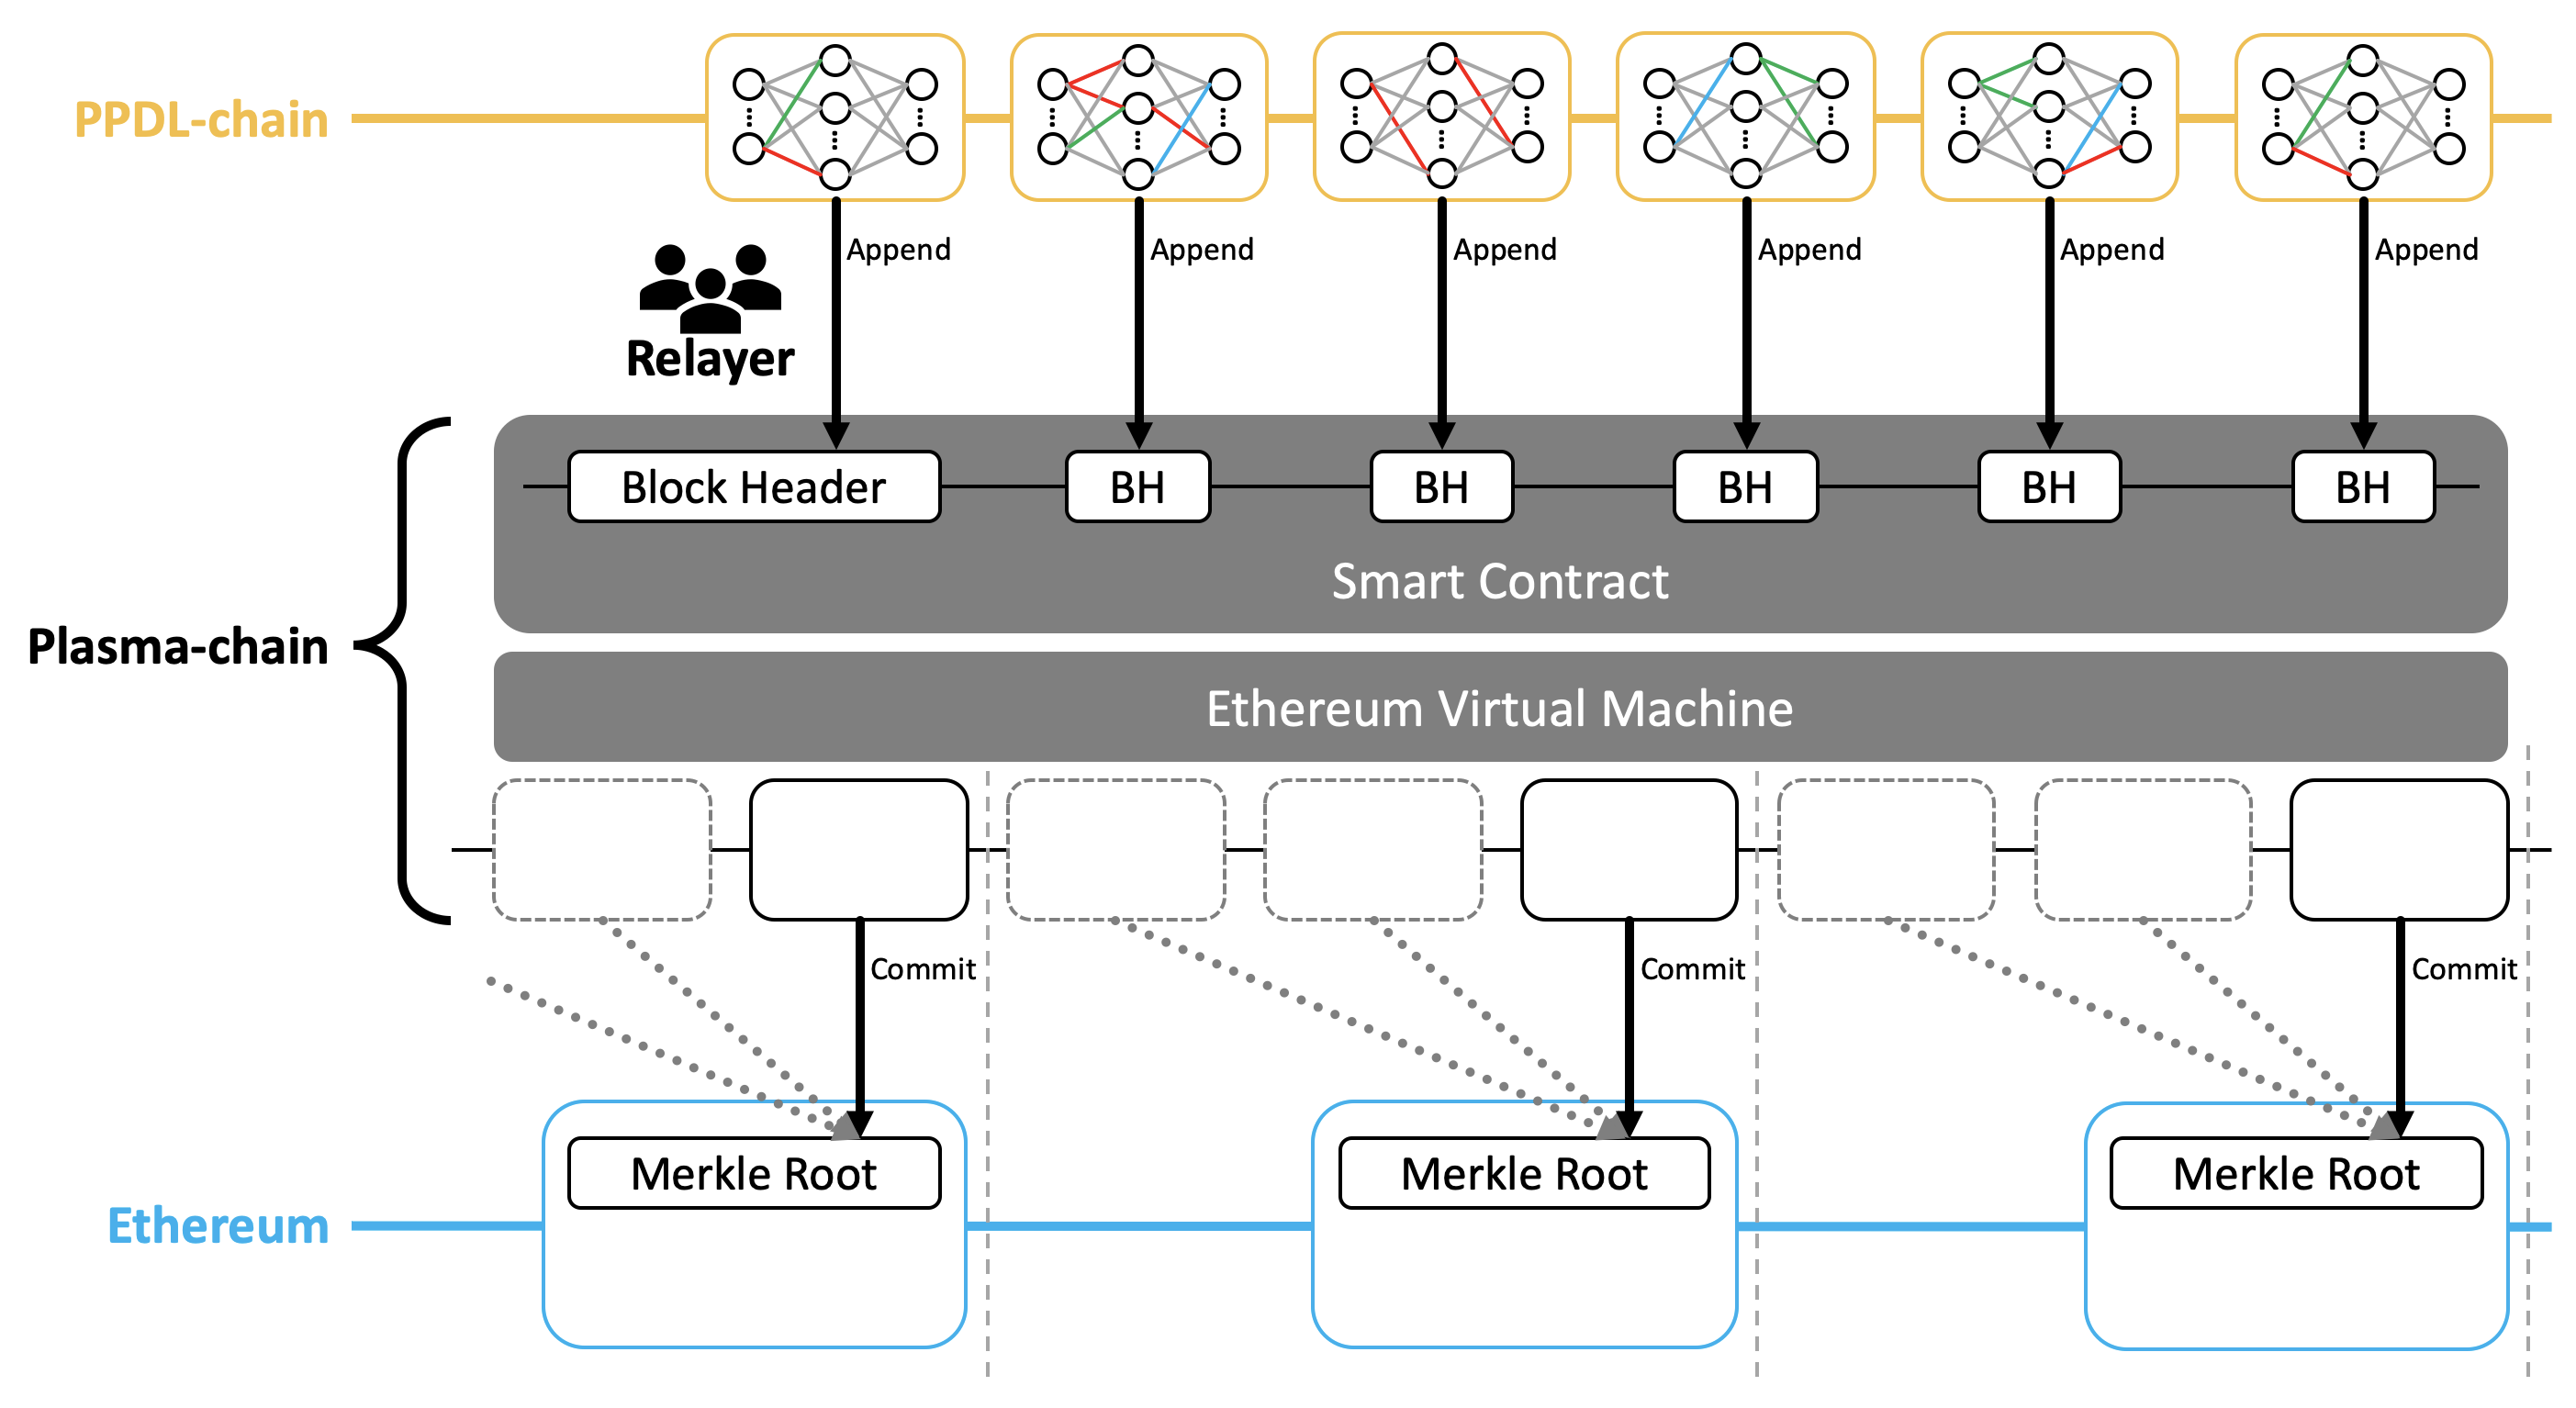 PPDL-chain
Append
Append
Append
Append
Append
Append
Relayer
Block Header
BH
BH
BH
BH
BH
Smart Contract
Plasma-chain
Ethereum Virtual Machine
Commit
Commit
Commit
Merkle Root
Merkle Root
Merkle Root
Ethereum